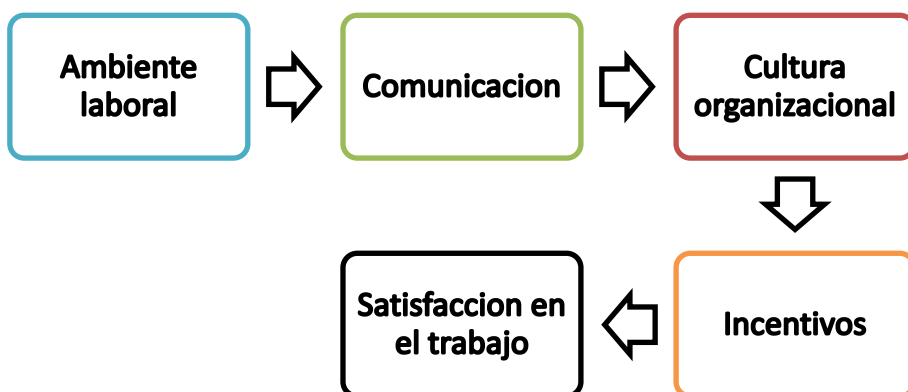 Ambiente
laboral
Comunicacion
Cultura
organizacional
Incentivos
Satisfaccion en
el trabajo